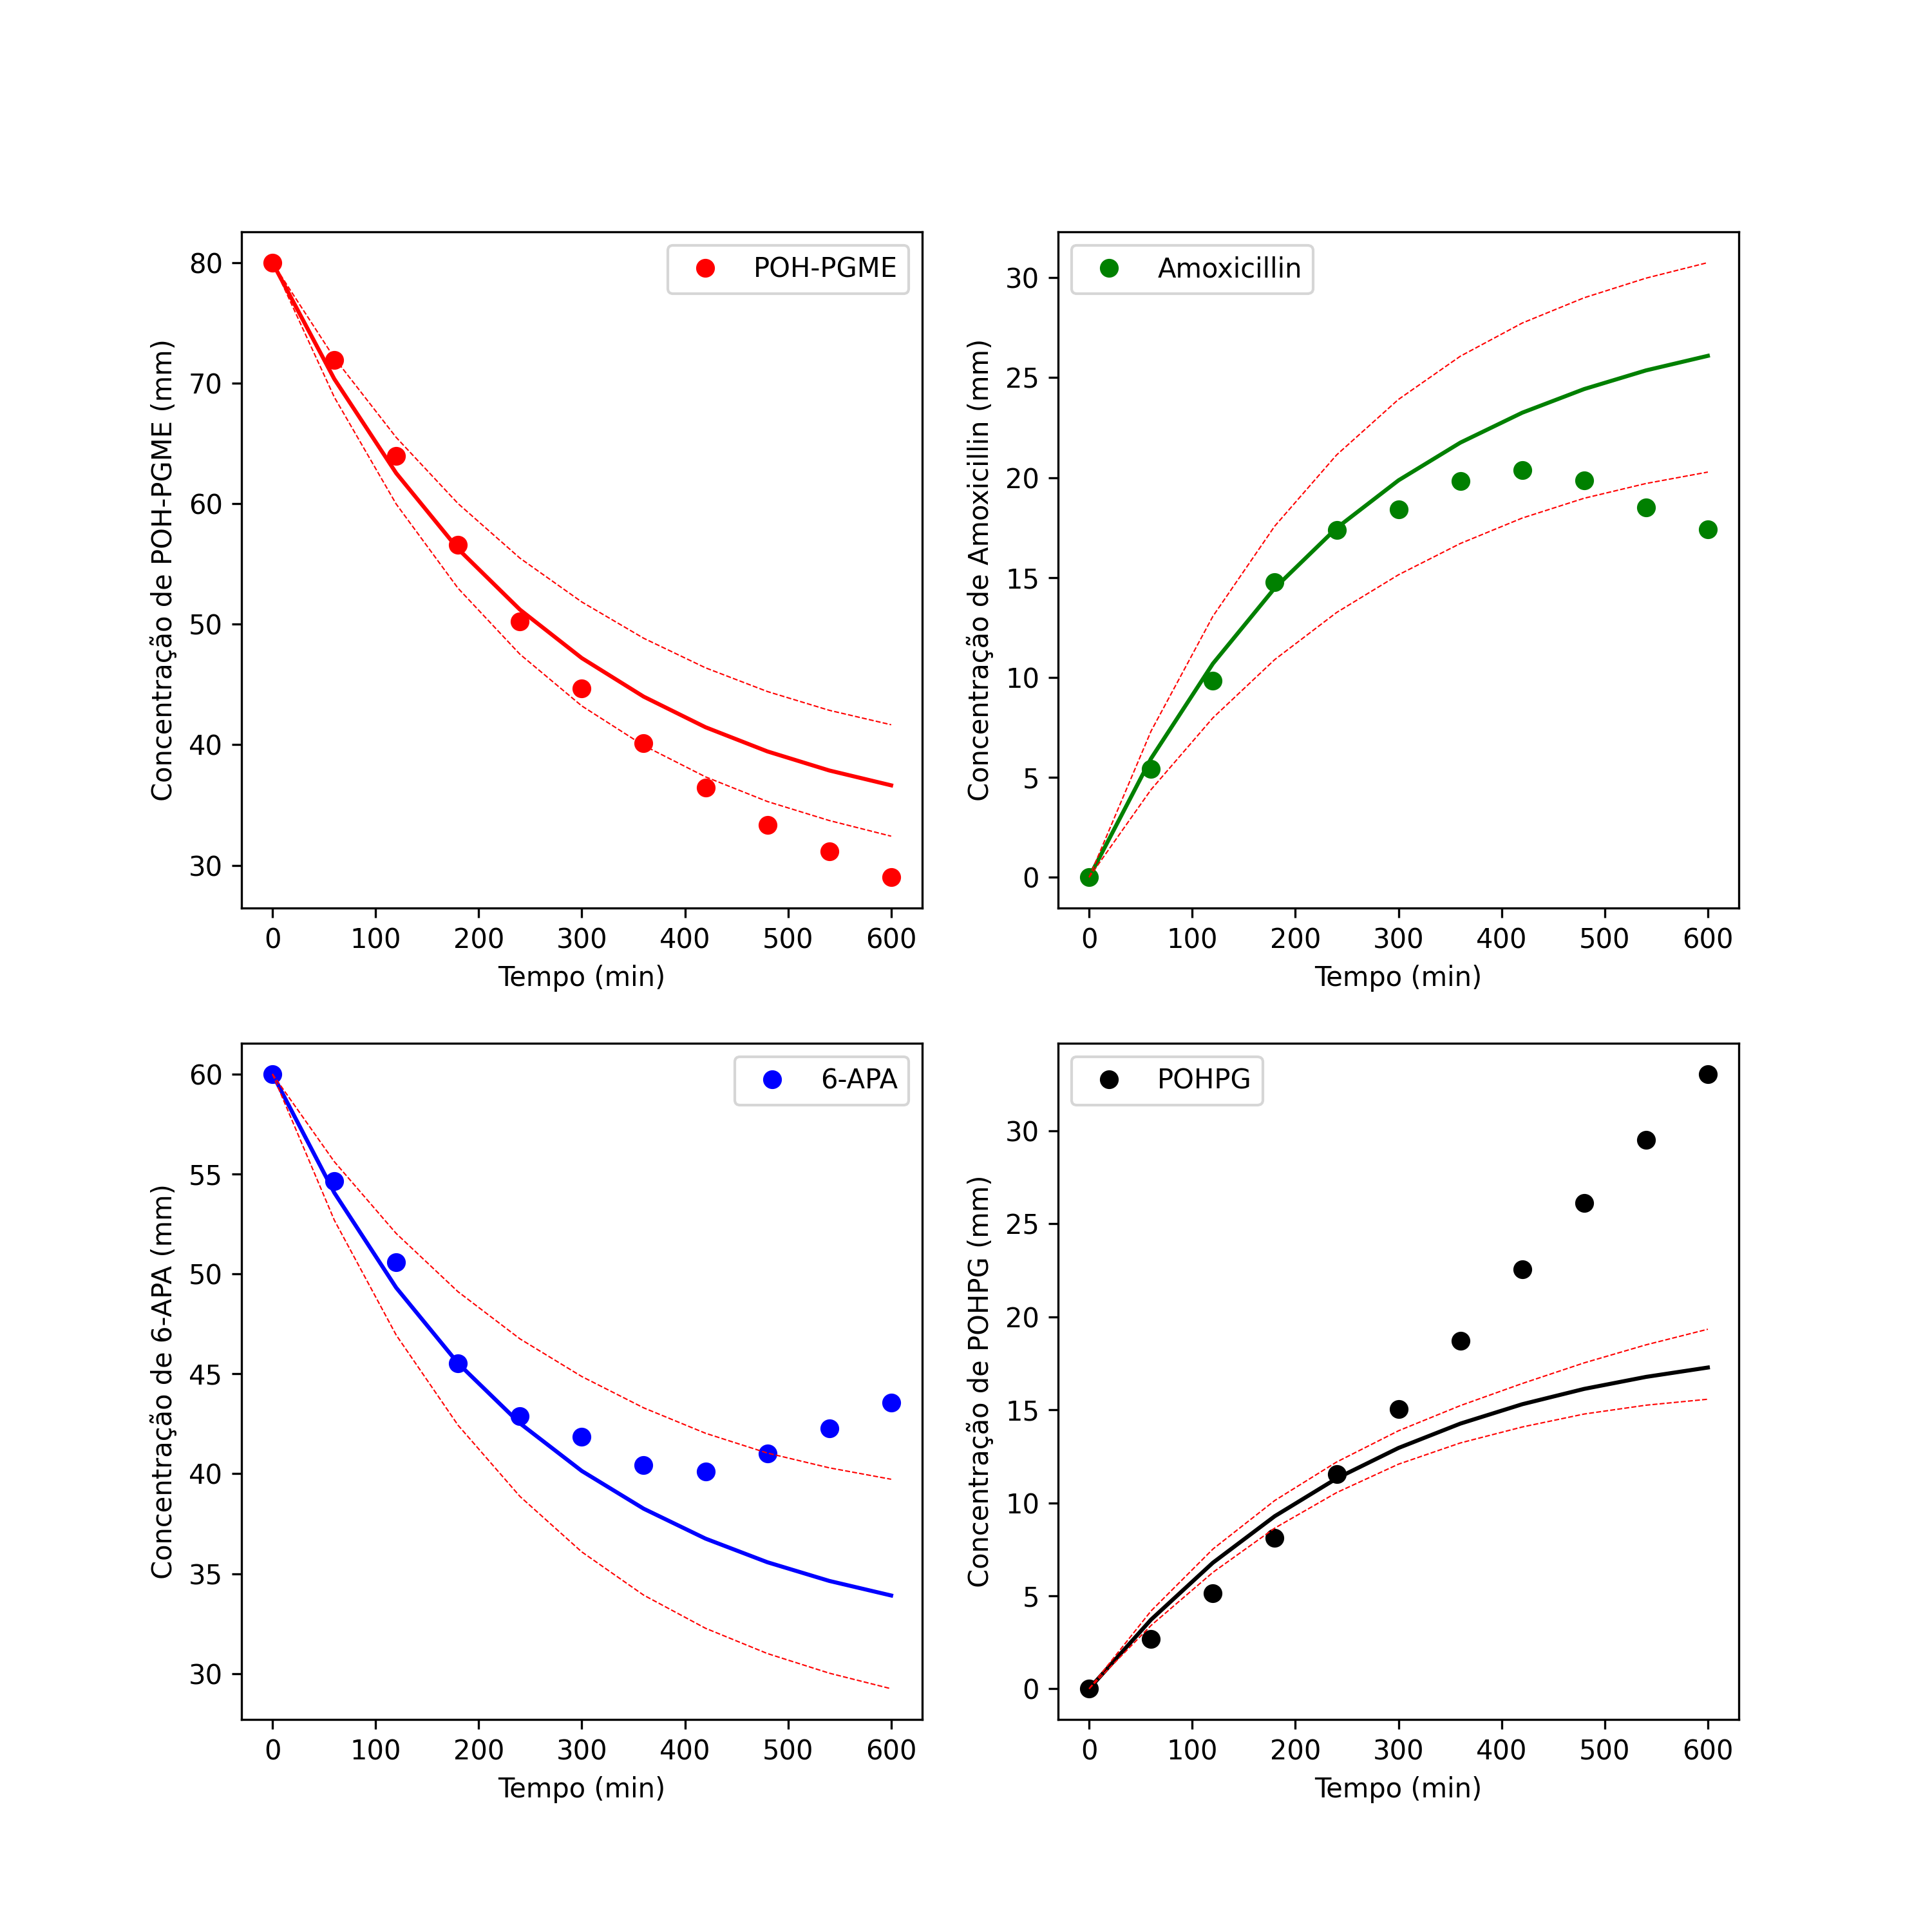 POH-PGME
80
70
60
50
40
30
Concentração de POH-PGME (mm)
0 100 200 300 400 500 600
Tempo (min)
Amoxicillin
30
25
20
15
10
5
0
Concentração de Amoxicillin (mm)
0 100 200 300 400 500 600
Tempo (min)
6-APA
60
55
50
45
40
35
30
Concentração de 6-APA (mm)
0 100 200 300 400 500 600
Tempo (min)
POHPG
30
25
20
15
10
5
0
Concentração de POHPG (mm)
0 100 200 300 400 500 600
Tempo (min)